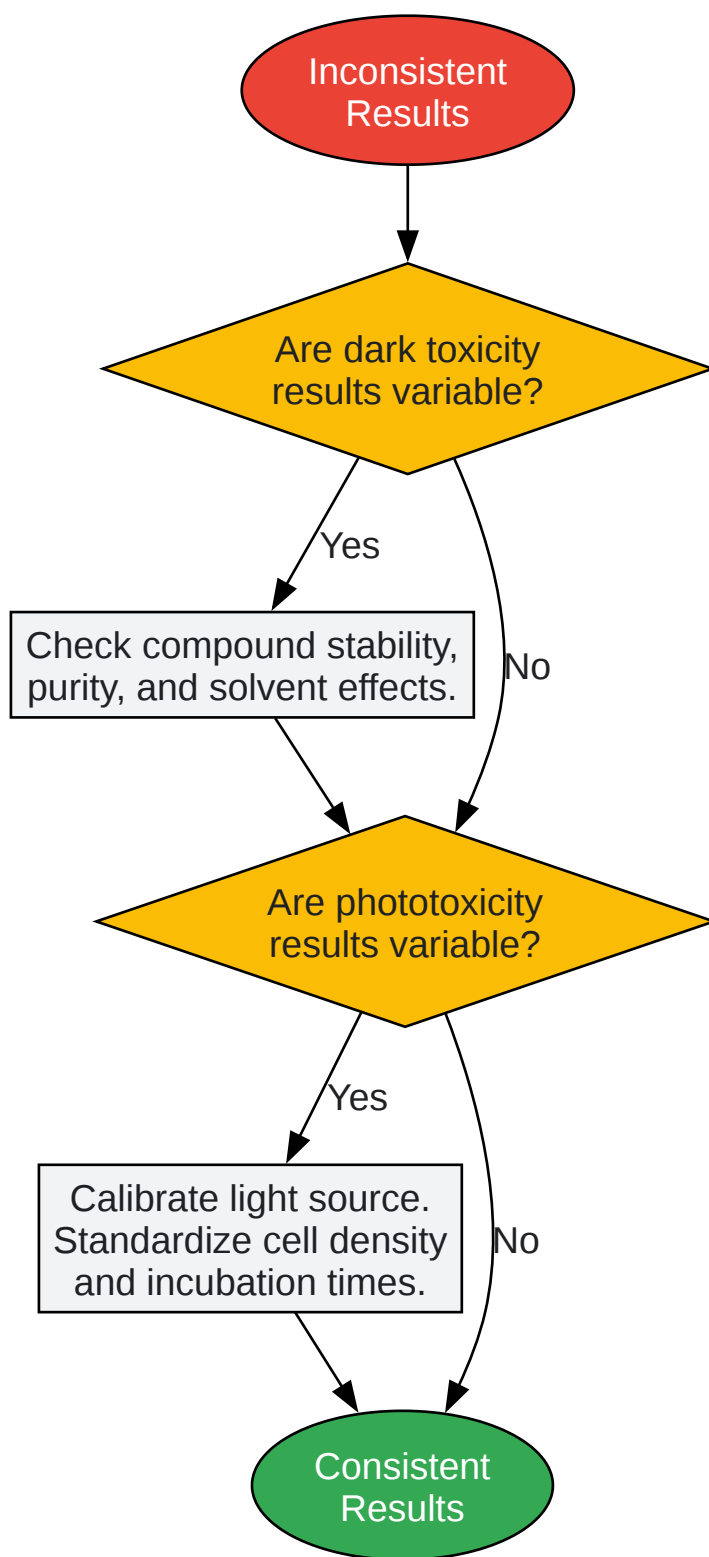 Inconsistent
Results
Are dark toxicity
results variable?
Yes
Check compound stability,
purity, and solvent effects.
No
Are phototoxicity
results variable?
Yes
Calibrate light source.
Standardize cell density
and incubation times.
No
Consistent
Results